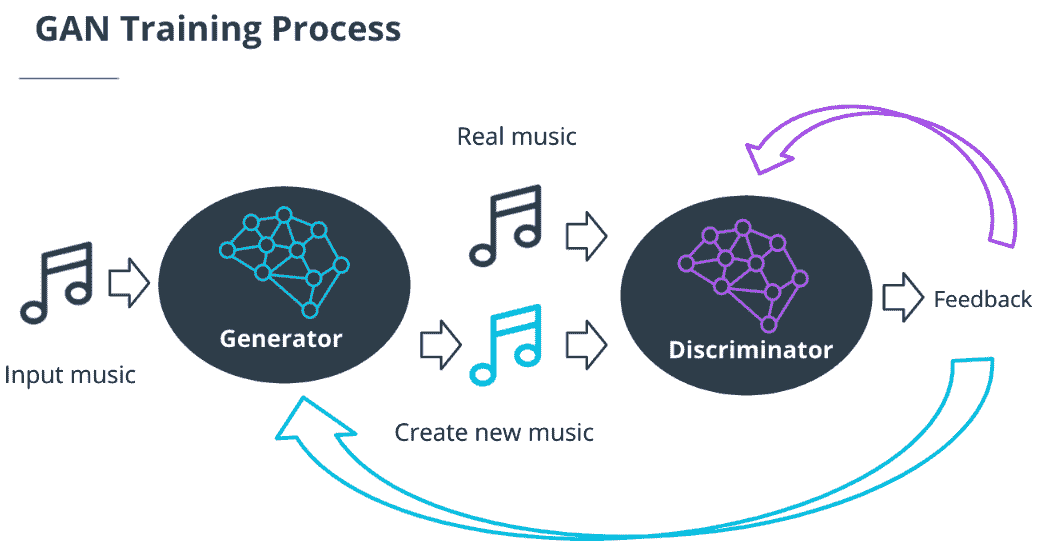 GAN Training Process
Real music
Input music
Generator
Create new music
Discriminator
Feedback